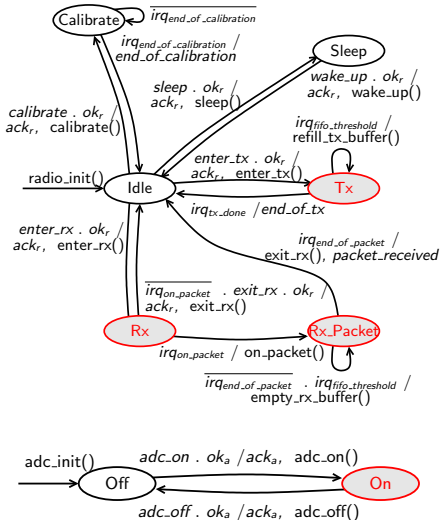 Calibrate
irq_end_of_calibration
irq_end_of_calibration /
end_of_calibration
Sleep
sleep . ok_r /
ack_r, sleep()
wake_up . ok_r /
ack_r, wake_up()
calibrate . ok_r /
ack_r, calibrate()
irq_fifo_threshold /
refill_tx_buffer()
enter_tx . ok_r /
ack_r, enter_tx()
radio_init()
Idle
Tx
irq_tx_done / end_of_tx
enter_rx . ok_r /
ack_r, enter_rx()
irq_end_of_packet /
exit_rx(), packet_received
irq_on_packet . exit_rx . ok_r /
ack_r, exit_rx()
Rx
Rx_Packet
irq_on_packet / on_packet()
irq_end_of_packet . irq_fifo_threshold /
empty_rx_buffer()
adc_init()
Off
adc_on . ok_a / ack_a, adc_on()
On
adc_off . ok_a / ack_a, adc_off()